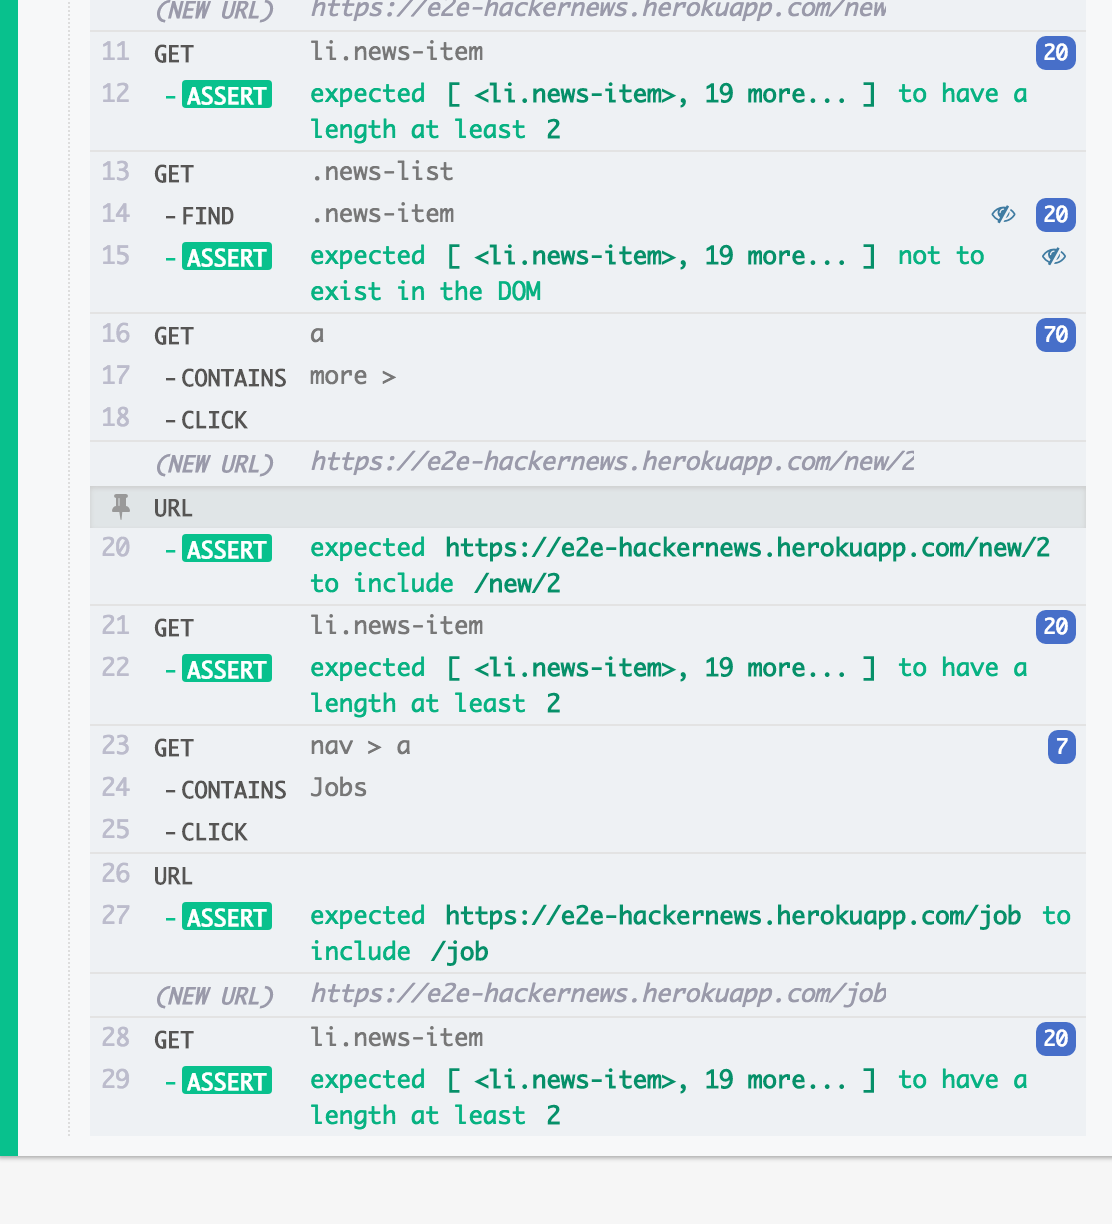 (NEW URL) https://e2e-hackernews.herokuapp.com/new
11 GET li.news-item 20
12 -ASSERT expected [ <li.news-item>, 19 more... ] to have a
length at least 2
13 GET .news-list
14 -FIND .news-item 20
15 -ASSERT expected [ <li.news-item>, 19 more... ] not to
exist in the DOM
16 GET a 70
17 -CONTAINS more >
18 -CLICK
(NEW URL) https://e2e-hackernews.herokuapp.com/new/2
URL
20 -ASSERT expected https://e2e-hackernews.herokuapp.com/new/2
to include /new/2
21 GET li.news-item 20
22 -ASSERT expected [ <li.news-item>, 19 more... ] to have a
length at least 2
23 GET nav > a 7
24 -CONTAINS Jobs
25 -CLICK
26 URL
27 -ASSERT expected https://e2e-hackernews.herokuapp.com/job to
include /job
(NEW URL) https://e2e-hackernews.herokuapp.com/job
28 GET li.news-item 20
29 -ASSERT expected [ <li.news-item>, 19 more... ] to have a
length at least 2